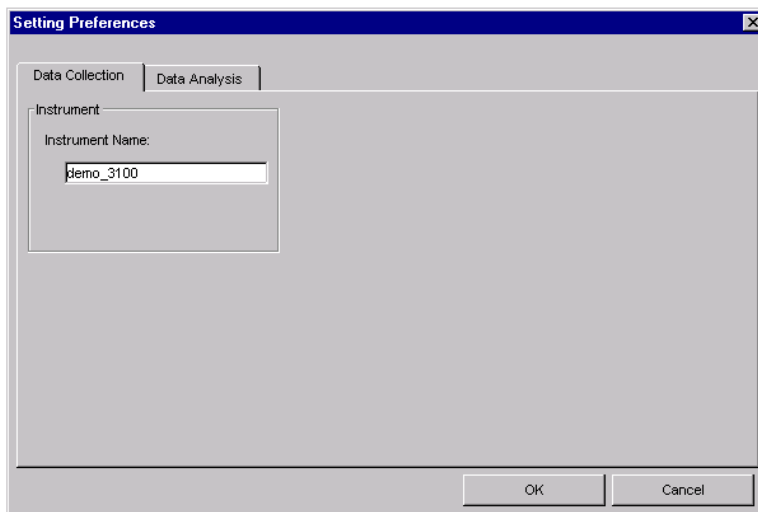 Setting Preferences
Data Collection
Data Analysis
Instrument
Instrument Name:
demo_3100
OK
Cancel